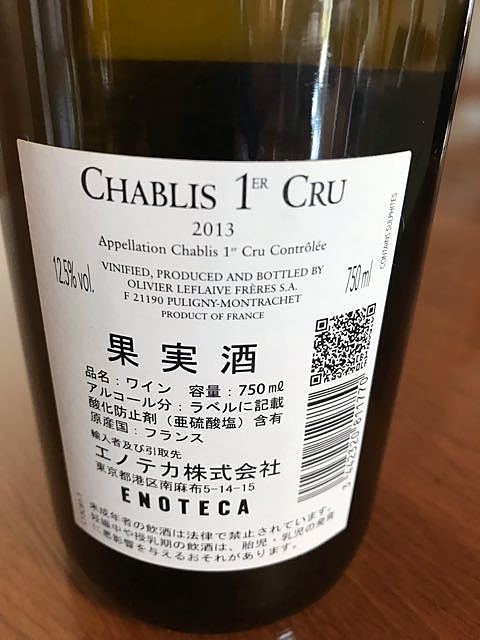 CHABLIS 1ER CRU
2013
Appellation Chablis 1er Cru Contrôlée
12.5% vol.
VINIFIED, PRODUCED AND BOTTLED BY
OLIVIER LEFLAIVE FRÈRES S.A.
F 21190 PULIGNY-MONTRACHET
PRODUCT OF FRANCE
750 ml
CONTAINS SULPHITES
果実酒
品名:ワイン 容量:750㎖
アルコール分:ラベルに記載
酸化防止剤(亜硫酸塩)含有
原産国:フランス
輸入者及び引取先
エノテカ株式会社
東京都港区南麻布5-14-15
ENOTECA
未成年者の飲酒は法律で禁止されています。
妊娠中や授乳期の飲酒は、胎児・乳児の発育
に悪影響を与えるおそれがあります。